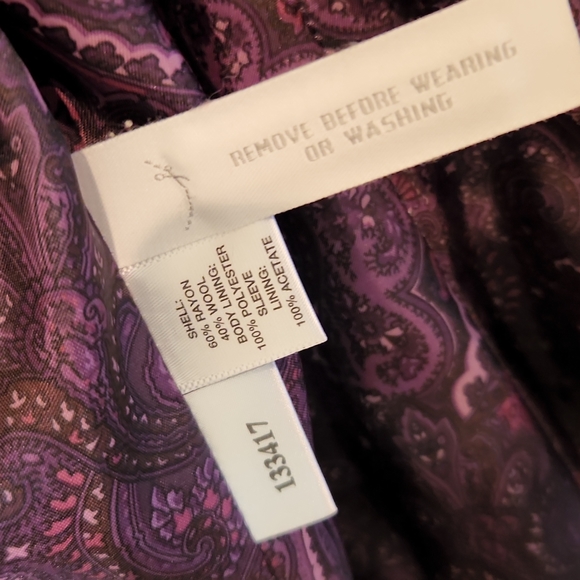 REMOVE BEFORE WEARING
OR WASHING
SHELL:
60% RAYON
40% WOOL
BODY LINING:
100% POLYESTER
SLEEVE
LINING:
100% ACETATE
133417